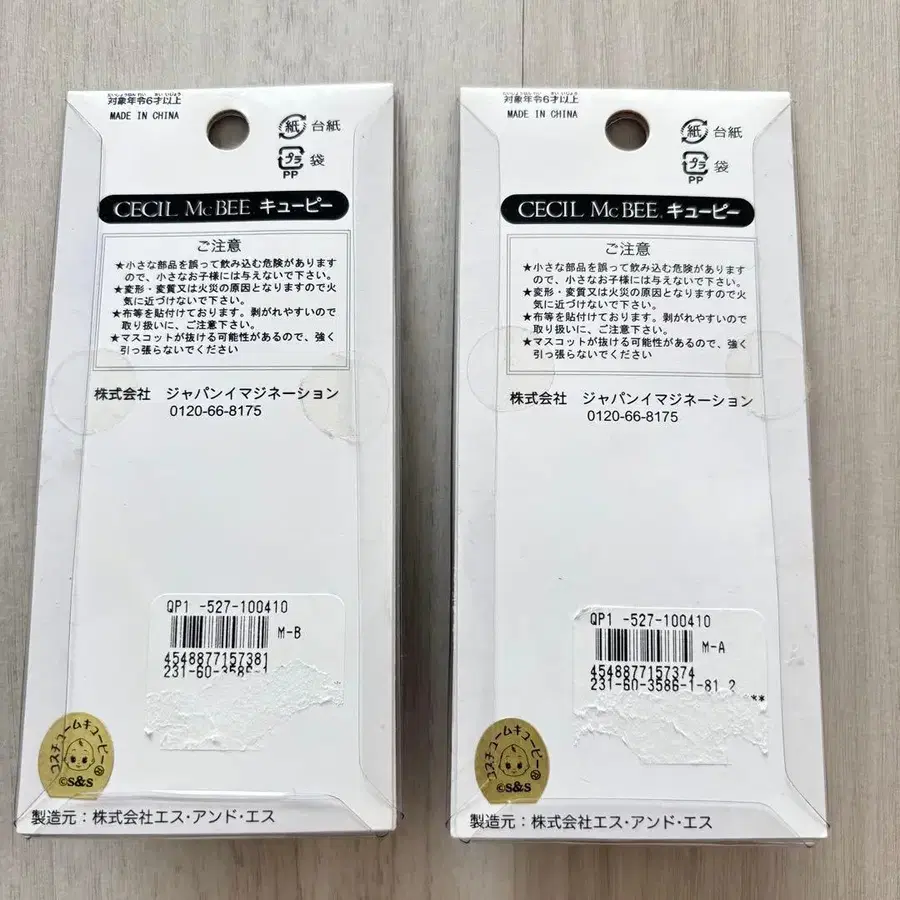 対象年令6才以上
MADE IN CHINA
紙 台紙
プラ 袋
PP
CECIL McBEE キューピー
ご注意
★小さな部品を誤って飲み込む危険があります
ので、小さなお子様には与えないで下さい。
★変形・変質又は火災の原因となりますので火
気に近づけないで下さい。
★布等を貼付けております。剥がれやすいので
取り扱いに、ご注意下さい。
★マスコットが抜ける可能性があるので、強く
引っ張らないでください
株式会社 ジャパンイマジネーション
0120-66-8175
QP1 -527-100410
M-B
4548877157381
231-60-3586-1
コスチュームキューピー
©S&S
製造元：株式会社エス・アンド・エス
対象年令6才以上
MADE IN CHINA
紙 台紙
プラ 袋
PP
CECIL McBEE キューピー
ご注意
★小さな部品を誤って飲み込む危険があります
ので、小さなお子様には与えないで下さい。
★変形・変質又は火災の原因となりますので火
気に近づけないで下さい。
★布等を貼付けております。剥がれやすいので
取り扱いに、ご注意下さい。
★マスコットが抜ける可能性があるので、強く
引っ張らないでください
株式会社 ジャパンイマジネーション
0120-66-8175
QP1 -527-100410
M-A
4548877157374
231-60-3586-1-81 2
**
コスチュームキューピー
©S&S
製造元：株式会社エス・アンド・エス